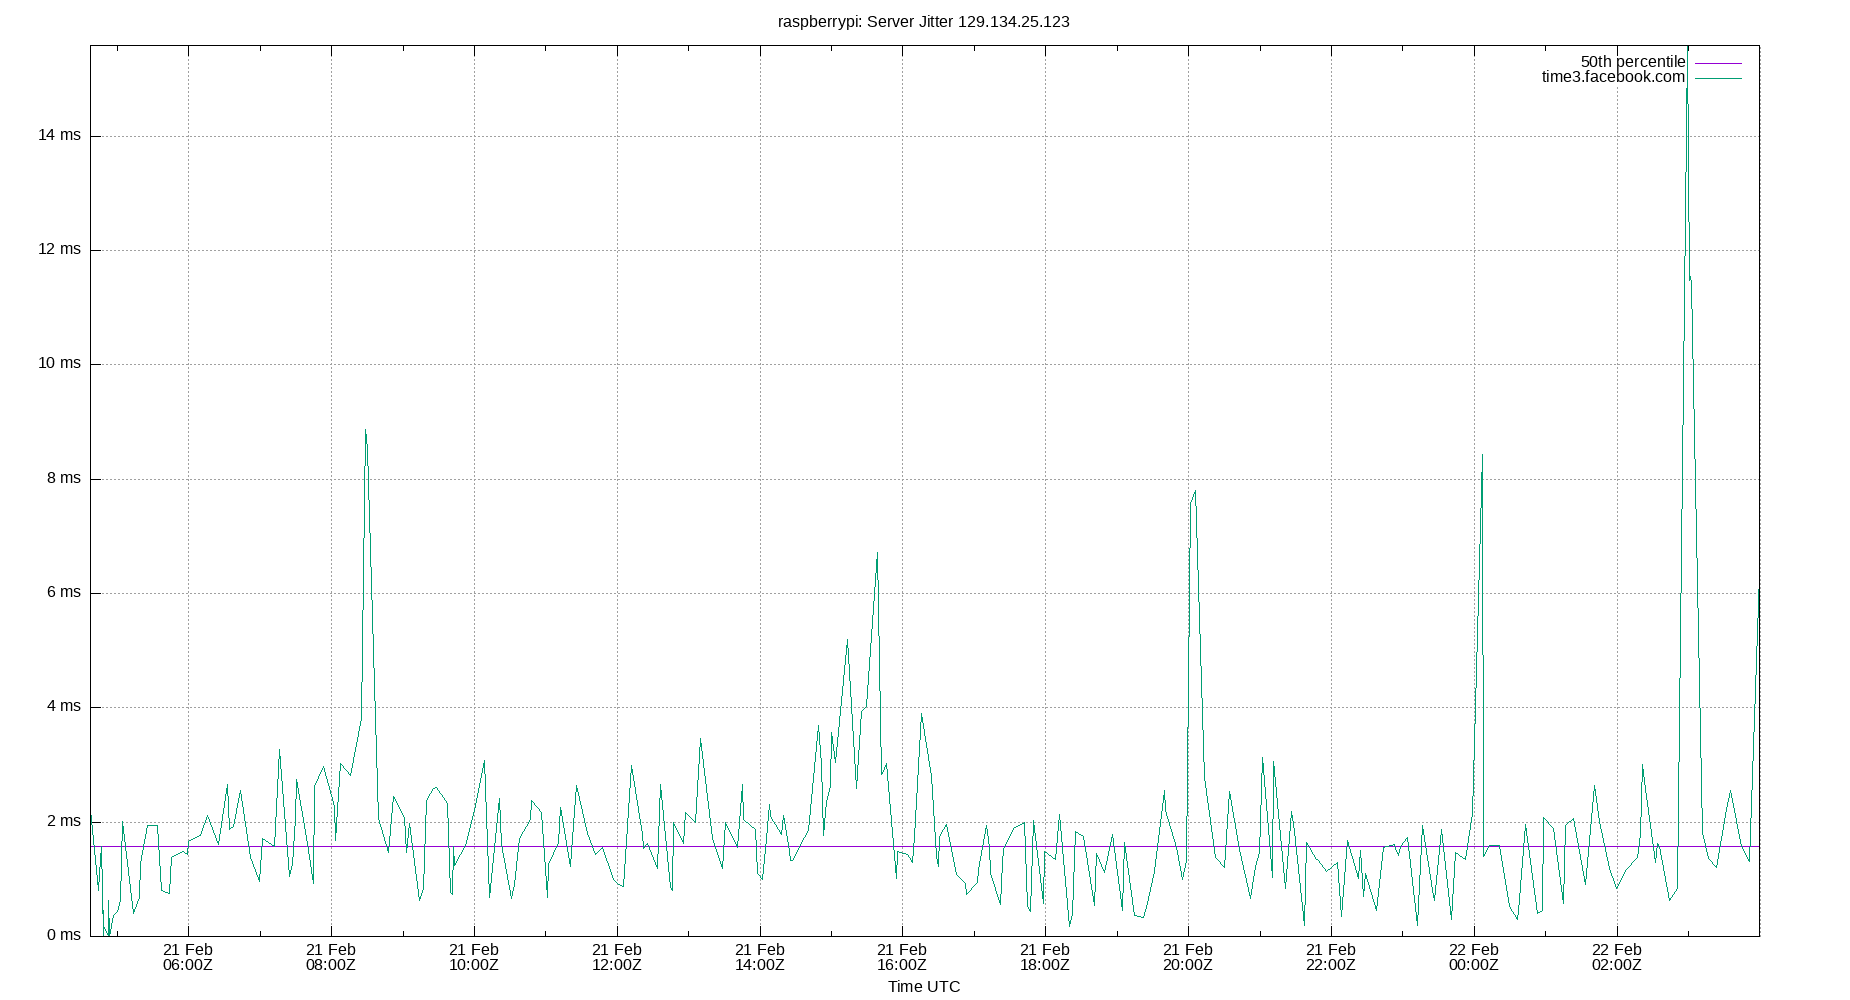 raspberrypi: Server Jitter 129.134.25.123
50th percentile
time3.facebook.com
14 ms
12 ms
10 ms
8 ms
6 ms
4 ms
2 ms
0 ms
21 Feb 21 Feb 21 Feb 21 Feb 21 Feb 21 Feb 21 Feb 21 Feb 21 Feb 22 Feb 22 Feb
06:00Z 08:00Z 10:00Z 12:00Z 14:00Z 16:00Z 18:00Z 20:00Z 22:00Z 00:00Z 02:00Z
Time UTC